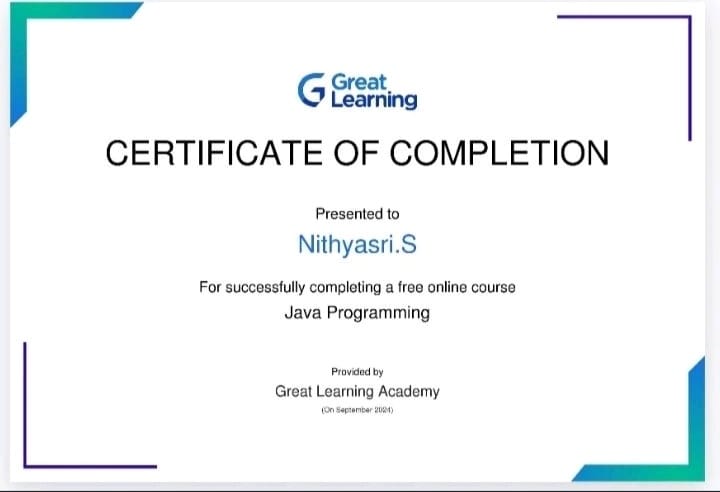 Great
Learning
CERTIFICATE OF COMPLETION
Presented to
Nithyasri.S
For successfully completing a free online course
Java Programming
Provided by
Great Learning Academy
(On September 2024)